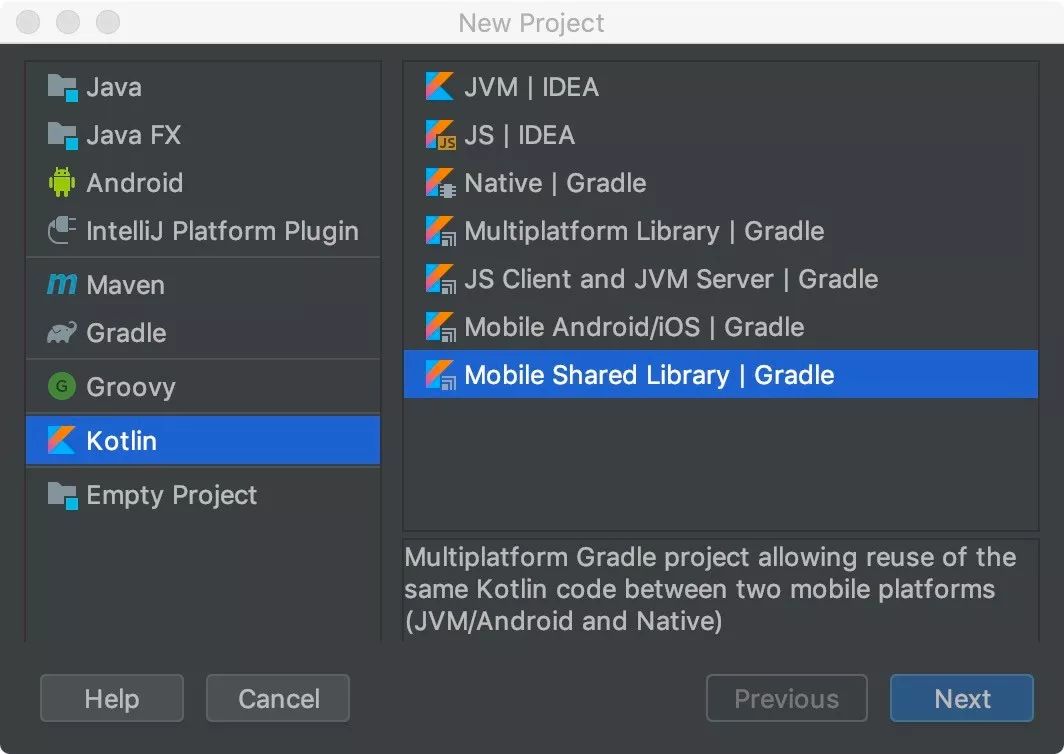 New Project
Java
Java FX
Android
IntelliJ Platform Plugin
m Maven
Gradle
G Groovy
Kotlin
Empty Project
JVM | IDEA
JS JS | IDEA
Native | Gradle
Multiplatform Library | Gradle
JS Client and JVM Server | Gradle
Mobile Android/iOS | Gradle
Mobile Shared Library | Gradle
Multiplatform Gradle project allowing reuse of the
same Kotlin code between two mobile platforms
(JVM/Android and Native)
Help Cancel Previous Next